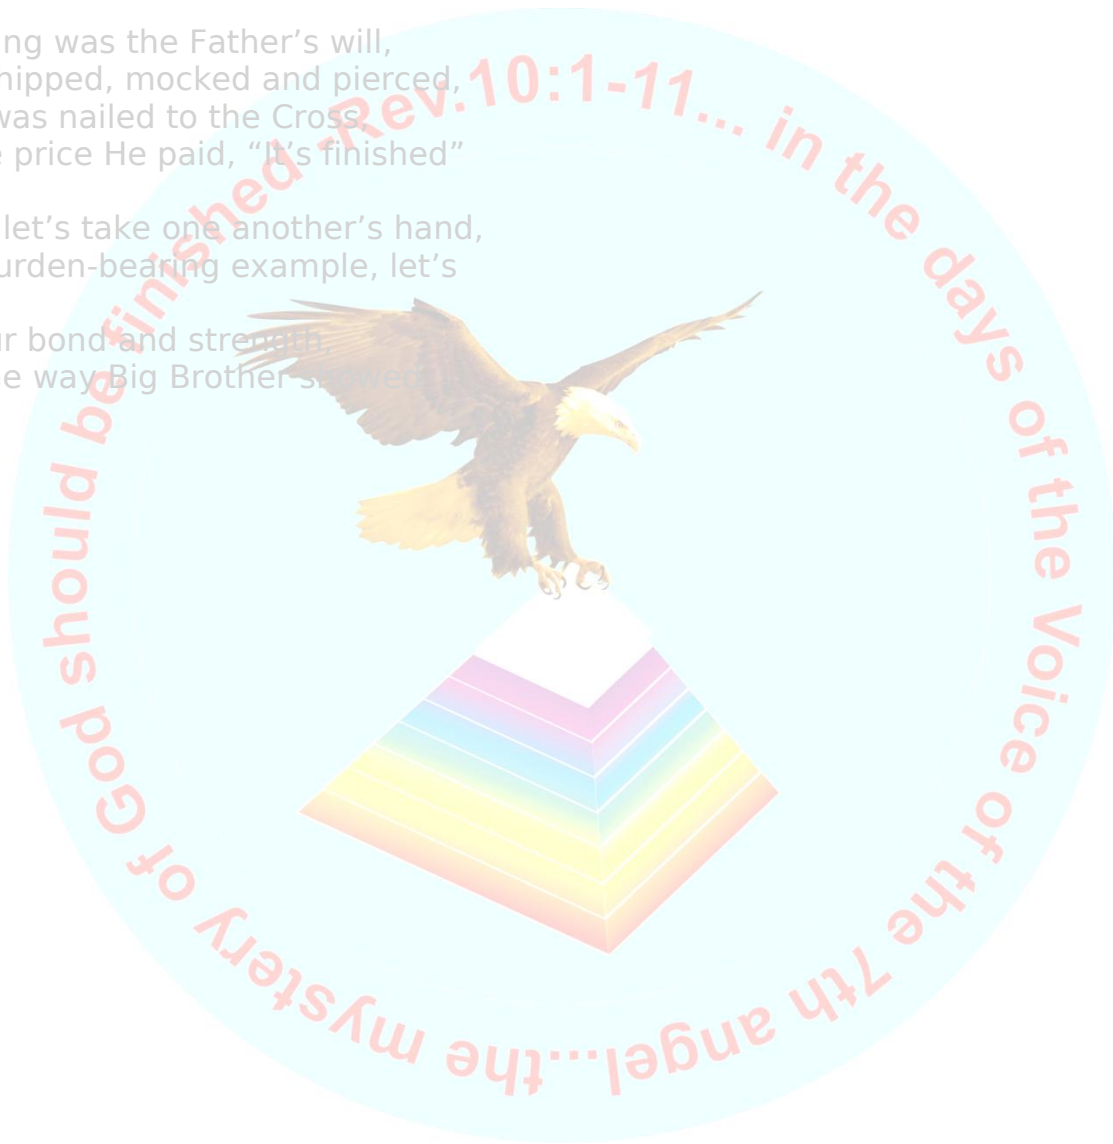 ng was the Father’s will,
hipped, mocked and pierced,
was nailed to the Cross,
price He paid, “It’s finished”
let’s take one another’s hand,
urden-bearing example, let’s
r bond and strength,
e way Big Brother showed
-Rev.10:1-11... in the days of the Voice of the 7th angel...the mystery of God should be finished